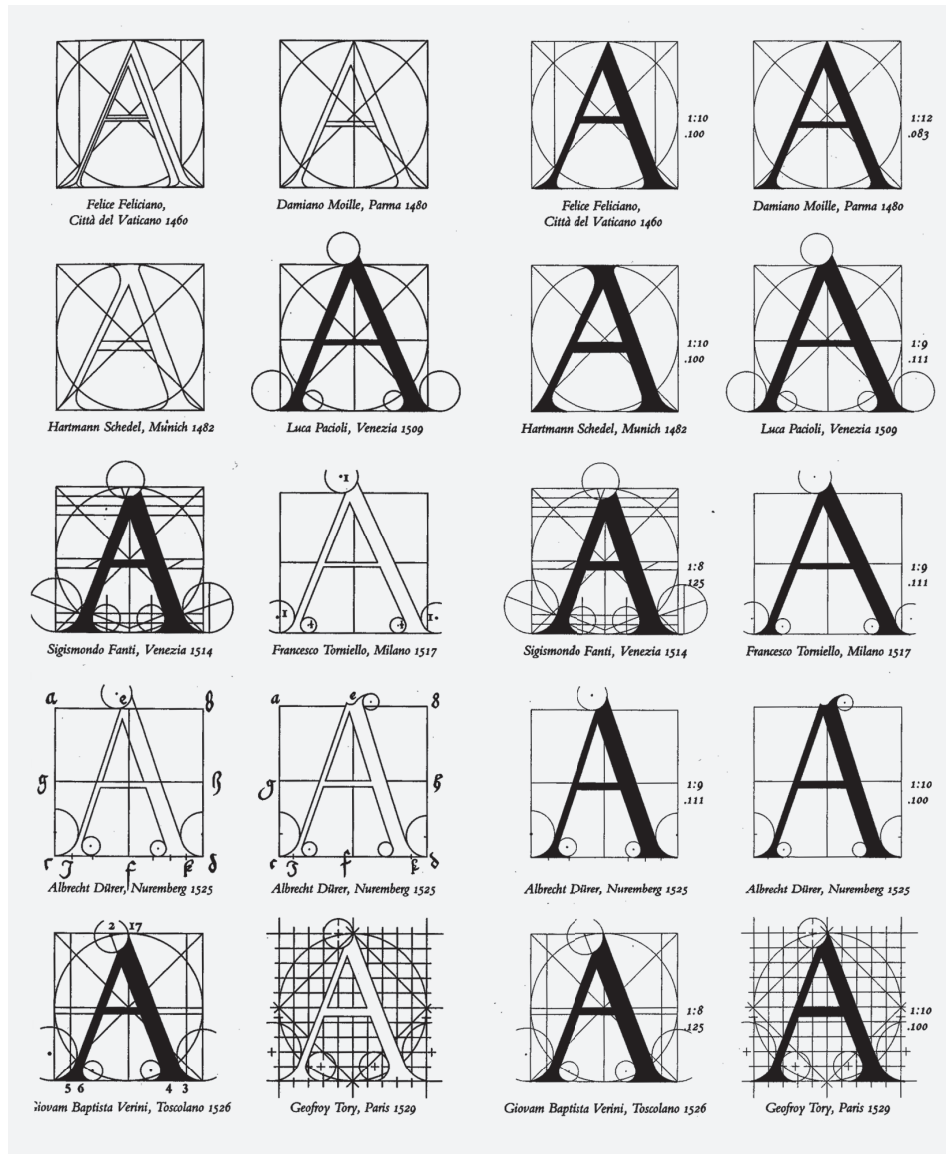 1:10
.100
1:12
.083
Felice Feliciano,
Città del Vaticano 1460
Damiano Moille, Parma 1480
Felice Feliciano,
Città del Vaticano 1460
Damiano Moille, Parma 1480
1:10
.100
1:9
.111
Hartmann Schedel, Munich 1482
Luca Pacioli, Venezia 1509
Hartmann Schedel, Munich 1482
Luca Pacioli, Venezia 1509
·1
1:8
.125
1:9
.111
·1
1·
Sigismondo Fanti, Venezia 1514
Francesco Torniello, Milano 1517
Sigismondo Fanti, Venezia 1514
Francesco Torniello, Milano 1517
a
e
a
e
g
1:9
.111
1:10
.100
r
f
r
f
Albrecht Dürer, Nuremberg 1525
Albrecht Dürer, Nuremberg 1525
Albrecht Dürer, Nuremberg 1525
Albrecht Dürer, Nuremberg 1525
2 17
1:8
.125
1:10
.100
5 6 4 3
Giovam Baptista Verini, Toscolano 1526
Geofroy Tory, Paris 1529
Giovam Baptista Verini, Toscolano 1526
Geofroy Tory, Paris 1529